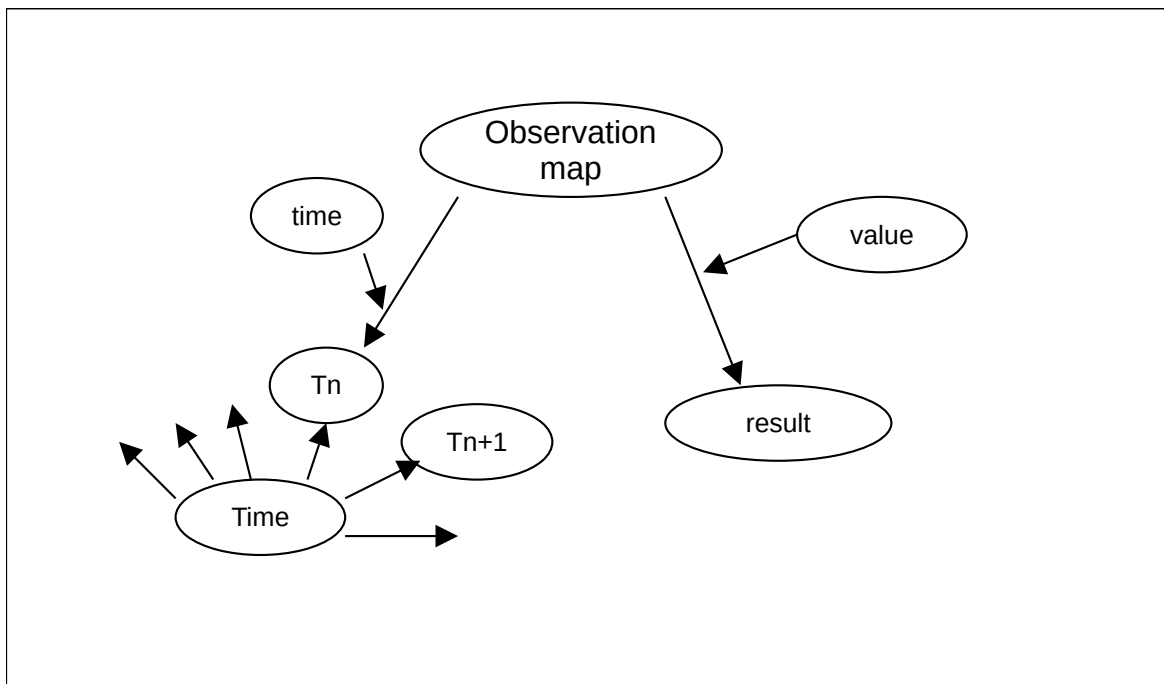 Observation
map
time
value
Tn
Tn+1
result
Time